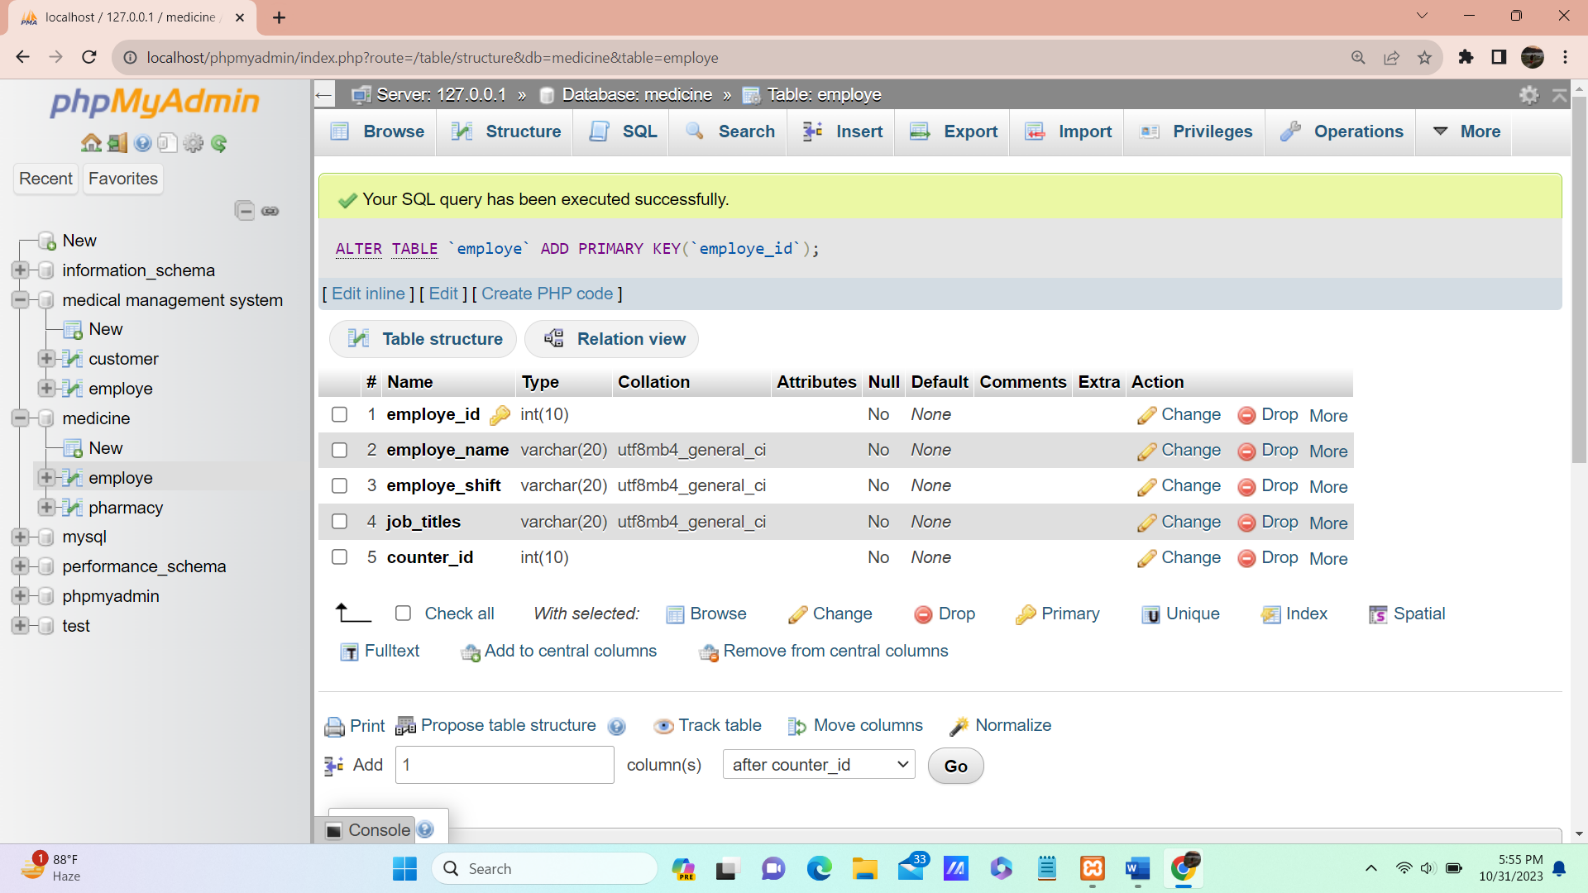 localhost / 127.0.0.1 / medicine /
localhost/phpmyadmin/index.php?route=/table/structure&db=medicine&table=employe
phpMyAdmin
Recent Favorites
New
information_schema
medical management system
New
customer
employe
medicine
New
employe
pharmacy
mysql
performance_schema
phpmyadmin
test
Server: 127.0.0.1 » Database: medicine » Table: employe
Browse Structure SQL Search Insert Export Import Privileges Operations More
Your SQL query has been executed successfully.
ALTER TABLE `employe` ADD PRIMARY KEY(`employe_id`);
[ Edit inline ] [ Edit ] [ Create PHP code ]
Table structure Relation view
# Name Type Collation Attributes Null Default Comments Extra Action
1 employe_id int(10) No None Change Drop More
2 employe_name varchar(20) utf8mb4_general_ci No None Change Drop More
3 employe_shift varchar(20) utf8mb4_general_ci No None Change Drop More
4 job_titles varchar(20) utf8mb4_general_ci No None Change Drop More
5 counter_id int(10) No None Change Drop More
Check all With selected: Browse Change Drop Primary Unique Index Spatial
Fulltext Add to central columns Remove from central columns
Print Propose table structure Track table Move columns Normalize
Add 1 column(s) after counter_id Go
Console
1 88°F
Haze
Search
PRE
33
5:55 PM
10/31/2023